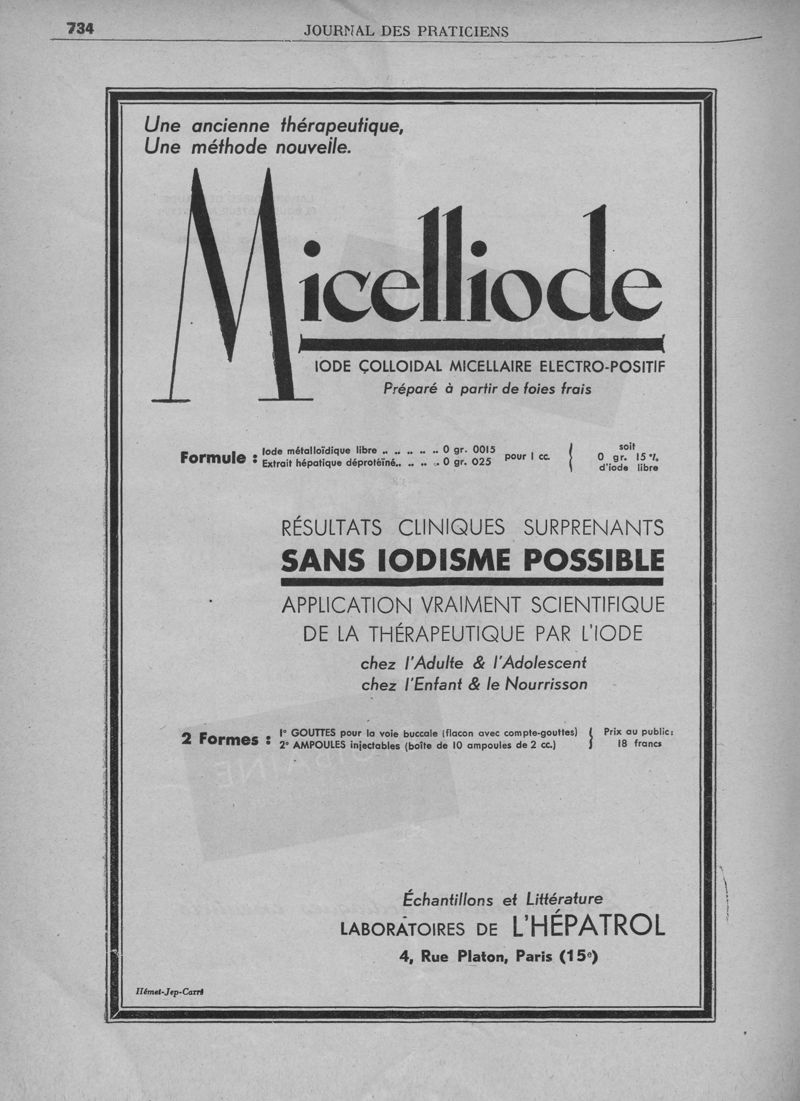 734
JOURNAL DES PRATICIENS
Une ancienne thérapeutique,
Une méthode nouvelle.
Micelliode
IODE ÇOLLOIDAL MICELLAIRE ELECTRO-POSITIF
Préparé à partir de foies frais
Formule : Iode métalloïdique libre .. .. .. .. .. 0 gr. 0015 pour 1 cc. { soit
Extrait hépatique déprotéïné.. .. .. .. 0 gr. 025 0 gr. 15 %
d'iode libre
RÉSULTATS CLINIQUES SURPRENANTS
SANS IODISME POSSIBLE
APPLICATION VRAIMENT SCIENTIFIQUE
DE LA THÉRAPEUTIQUE PAR L'IODE
chez l'Adulte & l'Adolescent
chez l'Enfant & le Nourrisson
2 Formes : 1° GOUTTES pour la voie buccale (flacon avec compte-gouttes) { Prix au public:
2° AMPOULES injectables (boîte de 10 ampoules de 2 cc.) 18 francs
Échantillons et Littérature
LABORATOIRES DE L'HÉPATROL
4, Rue Platon, Paris (15e)
Hémet-Jep-Carré